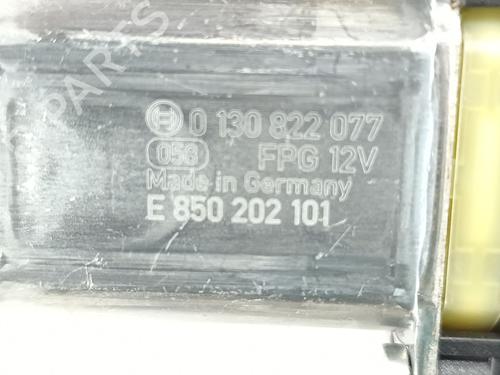 0 130 822 077
058 FPG 12V
Made in Germany
E 850 202 101